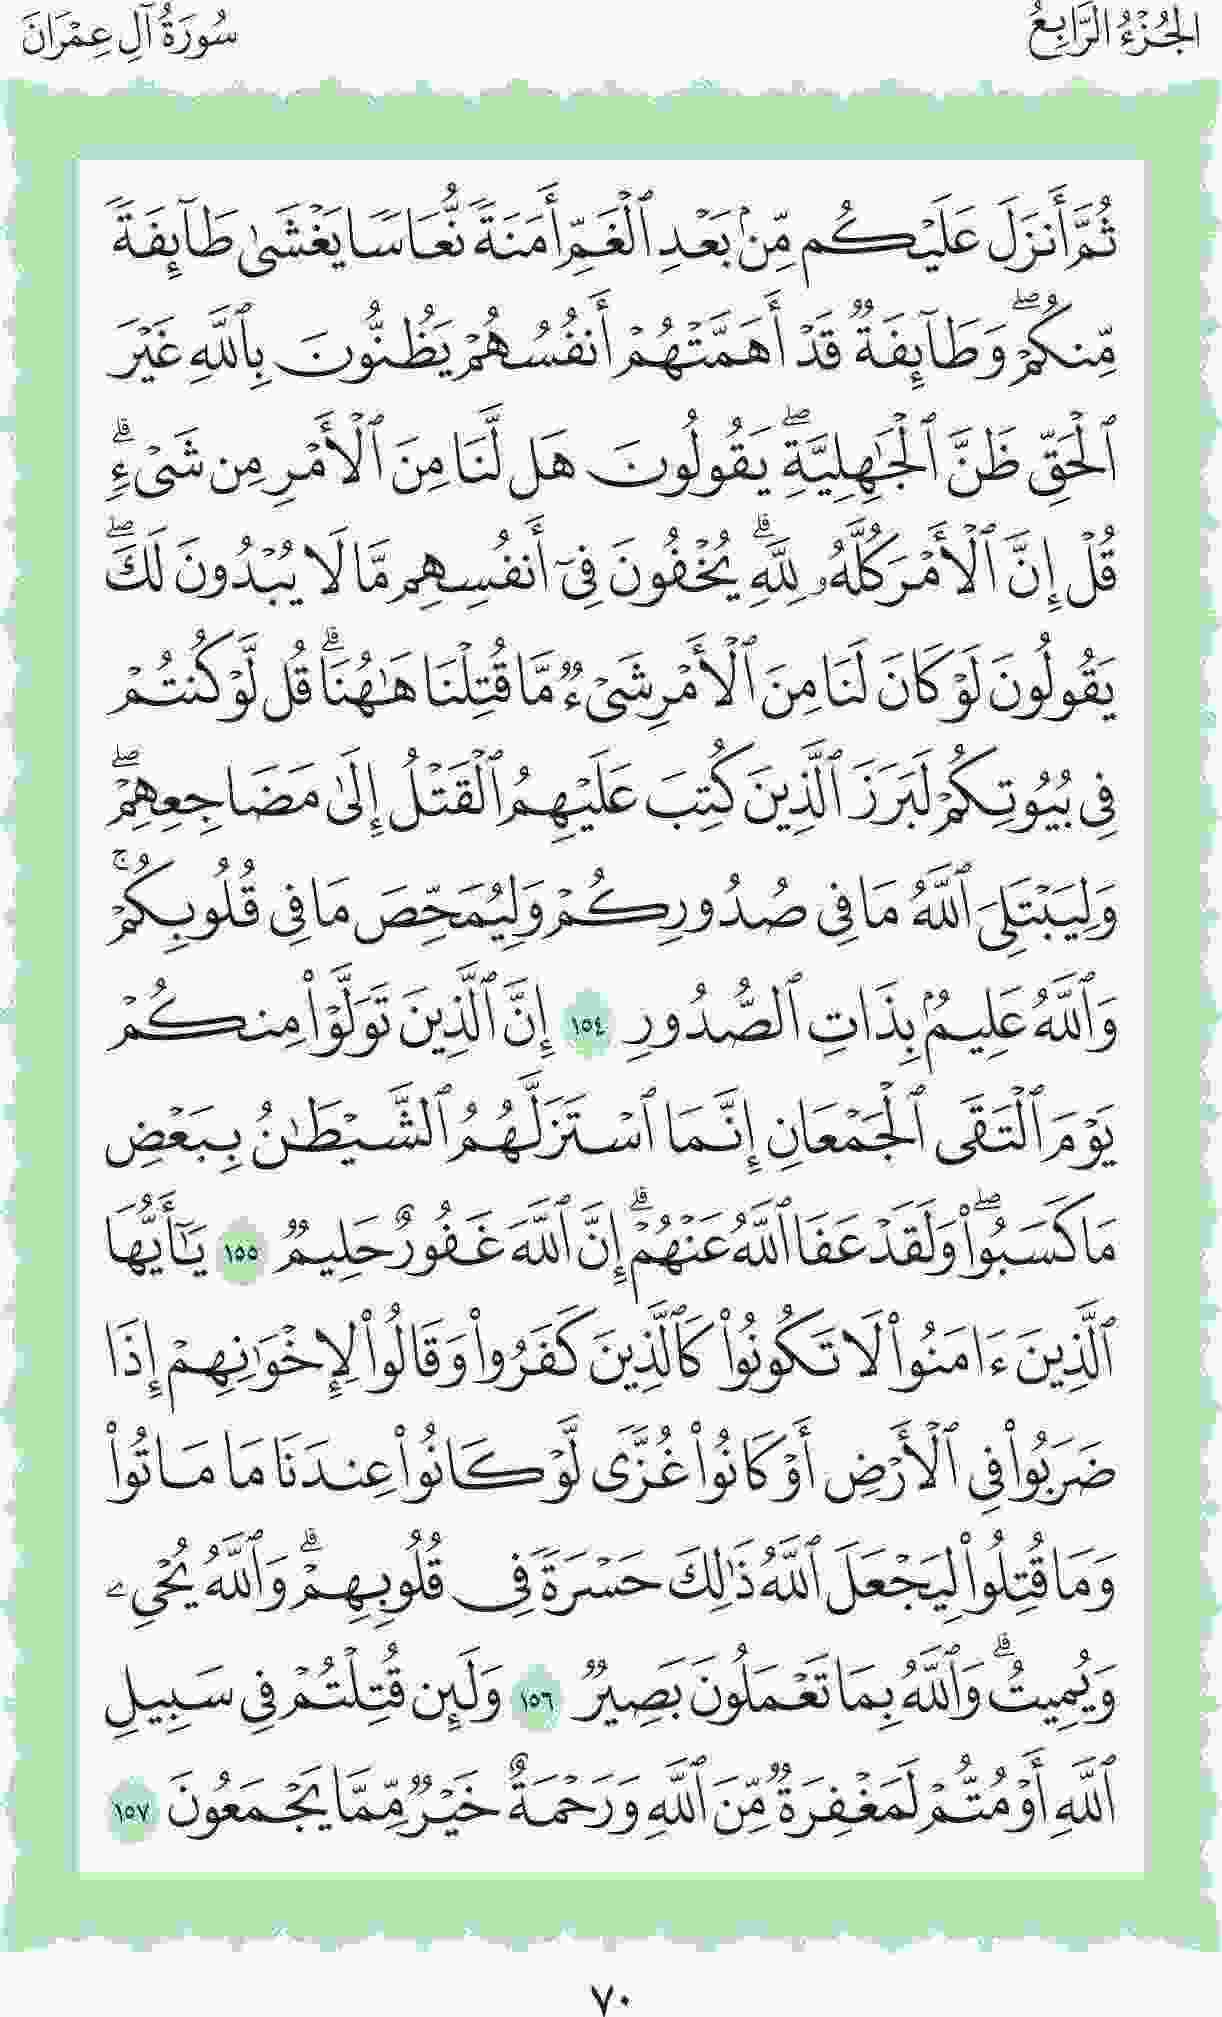 الجُزْءُ الرَّابِعُ
سُورَةُ آلِ عِمْرَانَ
ثُمَّ أَنزَلَ عَلَيْكُم مِّنۢ بَعْدِ ٱلْغَمِّ أَمَنَةً نُّعَاسًا يَغْشَىٰ طَآئِفَةً
مِّنكُمْۖ وَطَآئِفَةٌ قَدْ أَهَمَّتْهُمْ أَنفُسُهُمْ يَظُنُّونَ بِٱللَّهِ غَيْرَ
ٱلْحَقِّ ظَنَّ ٱلْجَٰهِلِيَّةِۖ يَقُولُونَ هَل لَّنَا مِنَ ٱلْأَمْرِ مِن شَىْءٍۗ
قُلْ إِنَّ ٱلْأَمْرَ كُلَّهُۥ لِلَّهِۗ يُخْفُونَ فِىٓ أَنفُسِهِم مَّا لَا يُبْدُونَ لَكَۖ
يَقُولُونَ لَوْ كَانَ لَنَا مِنَ ٱلْأَمْرِ شَىْءٌ مَّا قُتِلْنَا هَٰهُنَاۗ قُل لَّوْ كُنتُمْ
فِى بُيُوتِكُمْ لَبَرَزَ ٱلَّذِينَ كُتِبَ عَلَيْهِمُ ٱلْقَتْلُ إِلَىٰ مَضَاجِعِهِمْۖ
وَلِيَبْتَلِىَ ٱللَّهُ مَا فِى صُدُورِكُمْ وَلِيُمَحِّصَ مَا فِى قُلُوبِكُمْۚ
وَٱللَّهُ عَلِيمٌۢ بِذَاتِ ٱلصُّدُورِ ١٥٤ إِنَّ ٱلَّذِينَ تَوَلَّوْا۟ مِنكُمْ
يَوْمَ ٱلْتَقَى ٱلْجَمْعَانِ إِنَّمَا ٱسْتَزَلَّهُمُ ٱلشَّيْطَٰنُ بِبَعْضِ
مَا كَسَبُوا۟ۖ وَلَقَدْ عَفَا ٱللَّهُ عَنْهُمْۗ إِنَّ ٱللَّهَ غَفُورٌ حَلِيمٌ ١٥٥ يَٰٓأَيُّهَا
ٱلَّذِينَ ءَامَنُوا۟ لَا تَكُونُوا۟ كَٱلَّذِينَ كَفَرُوا۟ وَقَالُوا۟ لِإِخْوَٰنِهِمْ إِذَا
ضَرَبُوا۟ فِى ٱلْأَرْضِ أَوْ كَانُوا۟ غُزًّى لَّوْ كَانُوا۟ عِندَنَا مَا مَاتُوا۟
وَمَا قُتِلُوا۟ لِيَجْعَلَ ٱللَّهُ ذَٰلِكَ حَسْرَةً فِى قُلُوبِهِمْۗ وَٱللَّهُ يُحْىِۦ
وَيُمِيتُۗ وَٱللَّهُ بِمَا تَعْمَلُونَ بَصِيرٌ ١٥٦ وَلَئِن قُتِلْتُمْ فِى سَبِيلِ
ٱللَّهِ أَوْ مُتُّمْ لَمَغْفِرَةٌ مِّنَ ٱللَّهِ وَرَحْمَةٌ خَيْرٌ مِّمَّا يَجْمَعُونَ ١٥٧
٧٠